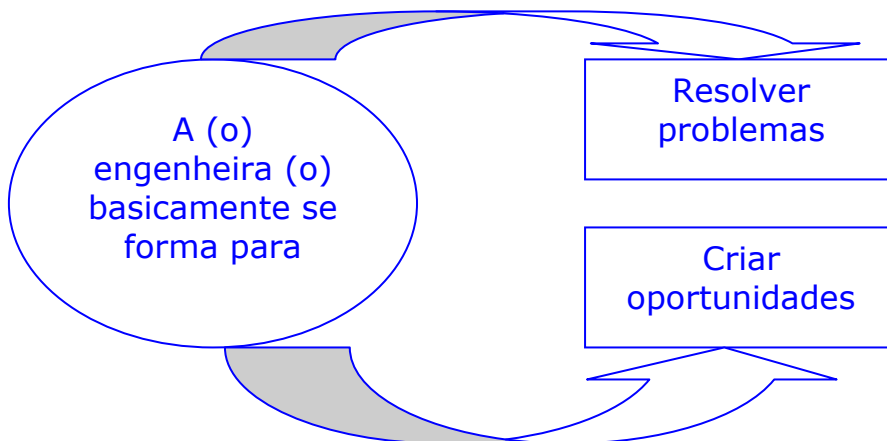 A (o)
engenheira (o)
basicamente se
forma para
Resolver
problemas
Criar
oportunidades